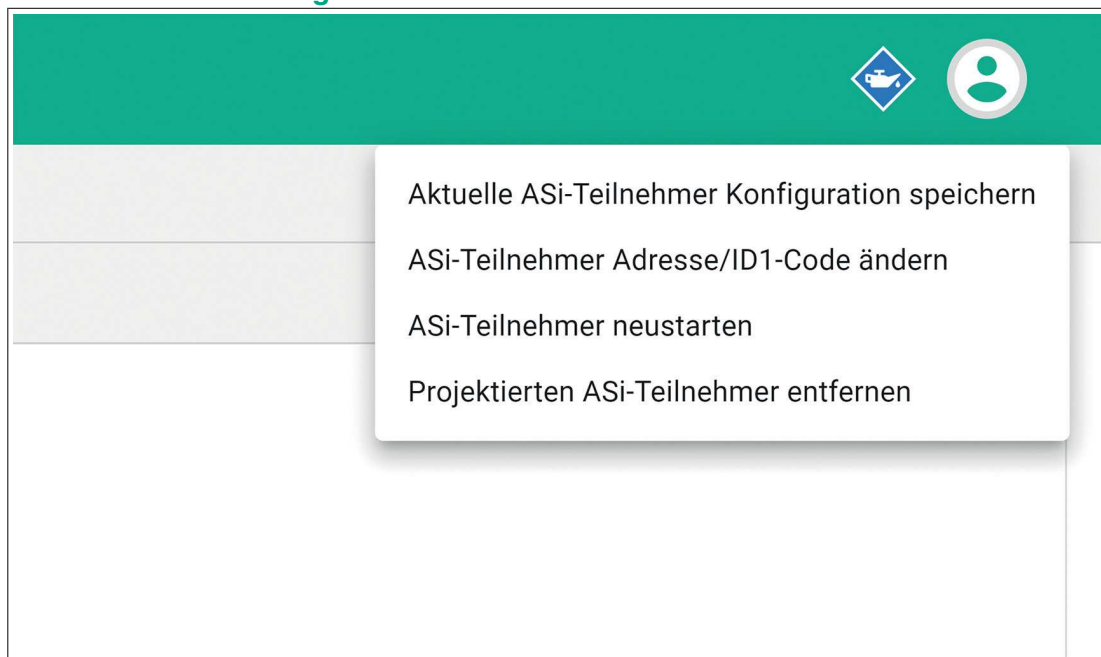 Aktuelle ASi-Teilnehmer Konfiguration speichern
ASi-Teilnehmer Adresse/ID1-Code ändern
ASi-Teilnehmer neustarten
Projektierten ASi-Teilnehmer entfernen